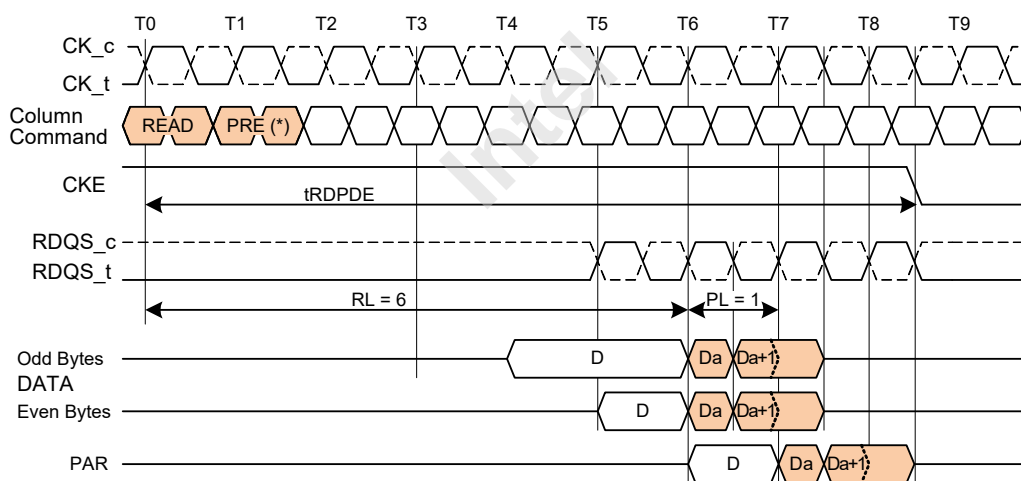 T0 T1 T2 T3 T4 T5 T6 T7 T8 T9
CK_c
CK_t
Column
Command
READ PRE (*)
CKE
tRDPDE
RDQS_c
RDQS_t
RL = 6 PL = 1
Odd Bytes D Da Da+1
DATA
Even Bytes D Da Da+1
PAR D Da Da+1
Intel